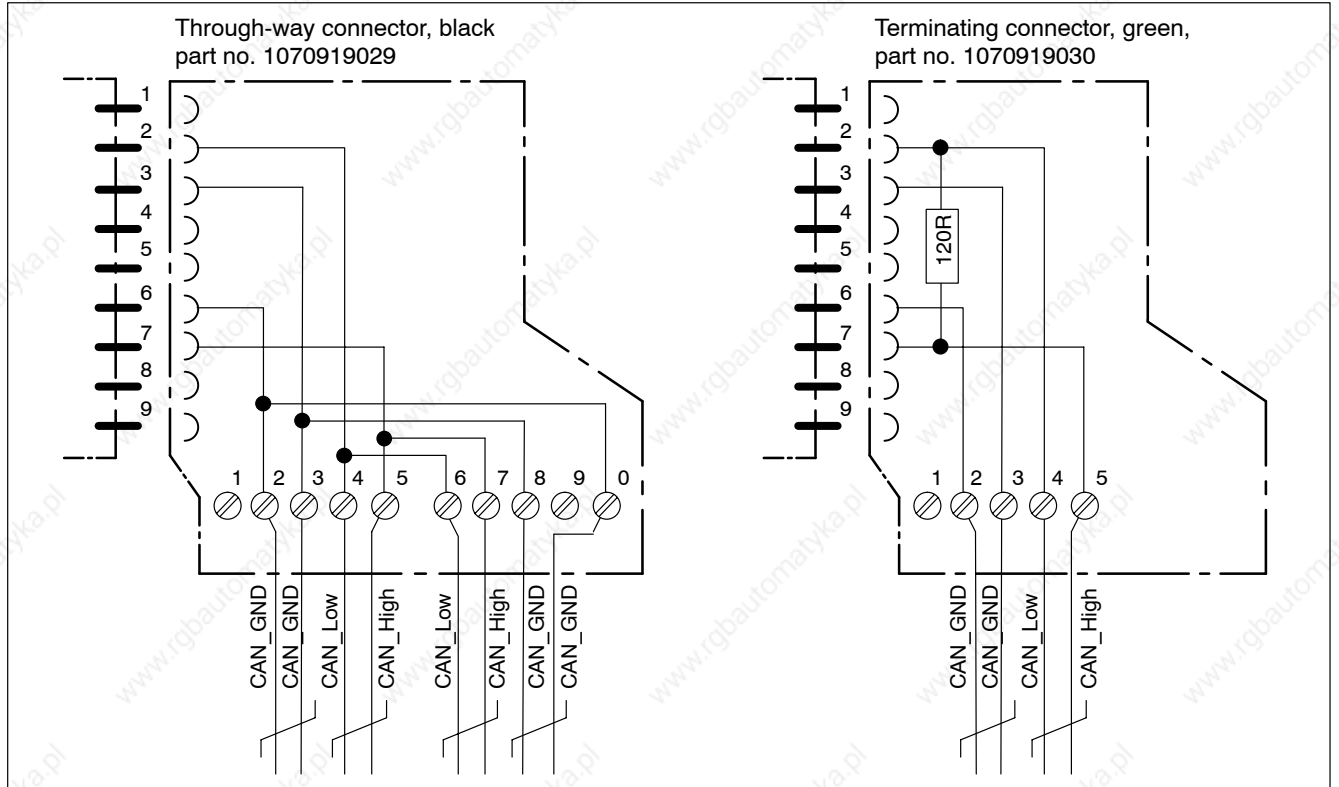 Through-way connector, black
part no. 1070919029
1
2
3
4
5
6
7
8
9
1 2 3 4 5 6 7 8 9 0
CAN_GND
CAN_GND
CAN_Low
CAN_High
CAN_Low
CAN_High
CAN_GND
CAN_GND
Terminating connector, green,
part no. 1070919030
1
2
3
4
5
6
7
8
9
120R
1 2 3 4 5
CAN_GND
CAN_GND
CAN_Low
CAN_High
www.rgbautomatyka.pl